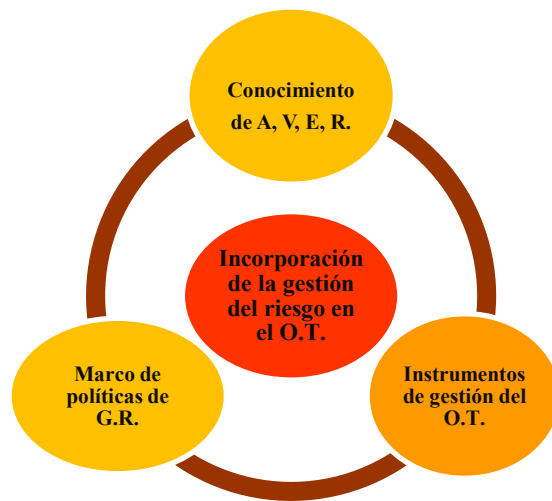 Conocimiento
de A, V, E, R.
Incorporación
de la gestión
del riesgo en
el O.T.
Marco de
políticas de
G.R.
Instrumentos
de gestión del
O.T.